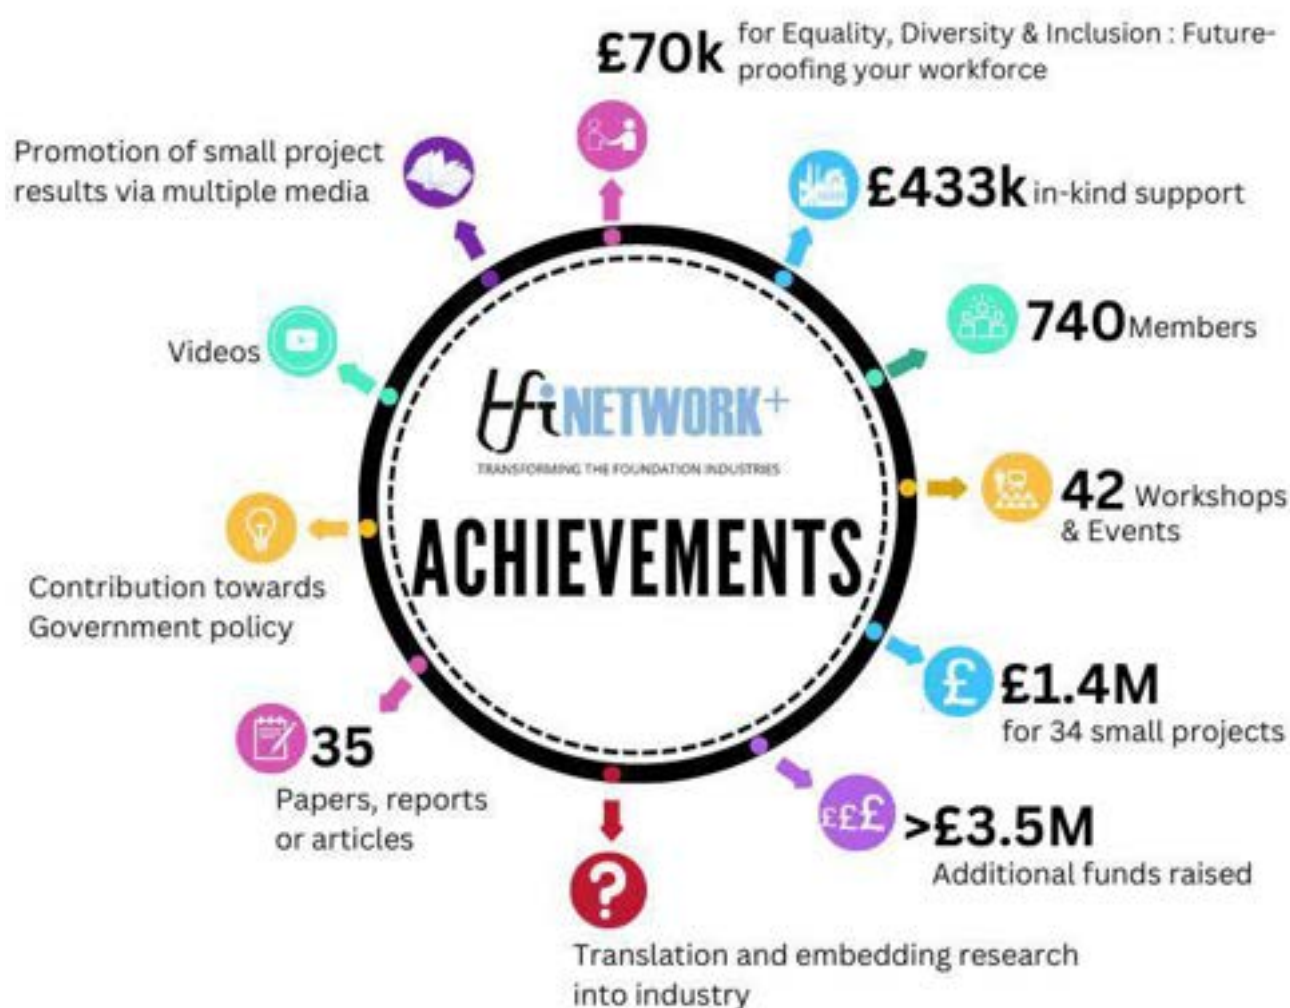 £70k for Equality, Diversity & Inclusion : Future-
proofing your workforce
£433k in-kind support
740 Members
42 Workshops
& Events
£
£1.4M
for 34 small projects
£££
>£3.5M
Additional funds raised
?
Translation and embedding research
into industry
35
Papers, reports
or articles
Contribution towards
Government policy
Videos
Promotion of small project
results via multiple media
tfi NETWORK+
TRANSFORMING THE FOUNDATION INDUSTRIES
ACHIEVEMENTS